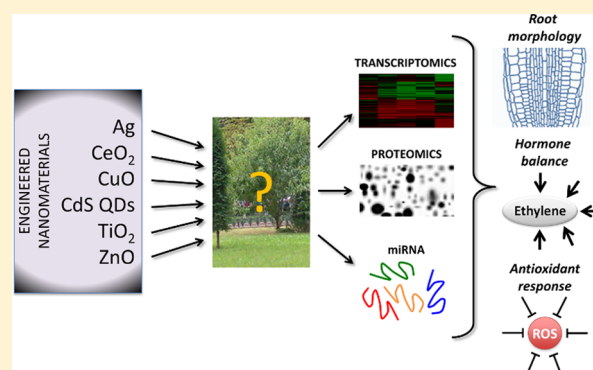 ENGINEERED
NANOMATERIALS
Ag
CeO₂
CuO
CdS QDs
TiO₂
ZnO
?
TRANSCRIPTOMICS
PROTEOMICS
miRNA
Root
morphology
Hormone
balance
Ethylene
Antioxidant
response
ROS